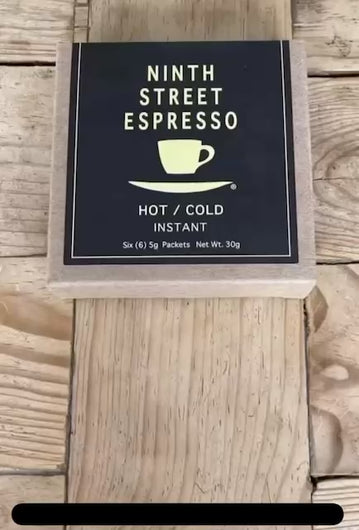 NINTH
STREET
ESPRESSO
®
HOT / COLD
INSTANT
Six (6) 5g Packets Net Wt. 30g